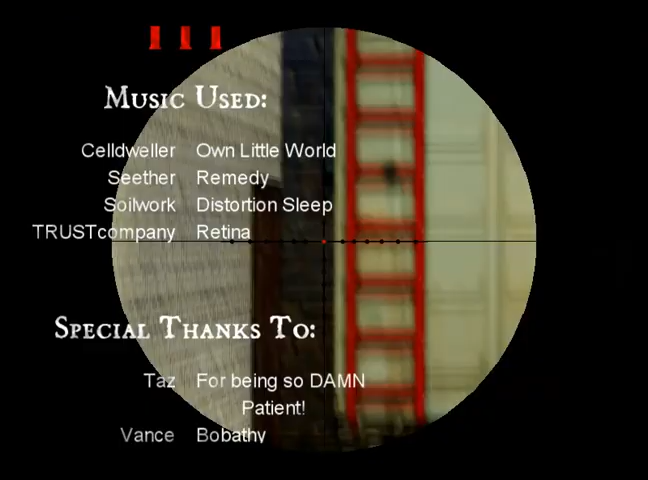 Music Used:
Celldweller Own Little World
Seether Remedy
Soilwork Distortion Sleep
TRUSTcompany Retina
Special Thanks To:
Taz For being so DAMN
Patient!
Vance Bobathy